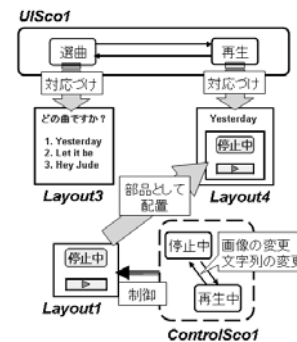 UISco1
選曲
再生
対応づけ
対応づけ
どの曲ですか？
1. Yesterday
2. Let it be
3. Hey Jude
Layout3
Yesterday
停止中
Layout4
部品として
配置
停止中
Layout1
制御
停止中
再生中
画像の変更
文字列の変更
ControlSco1